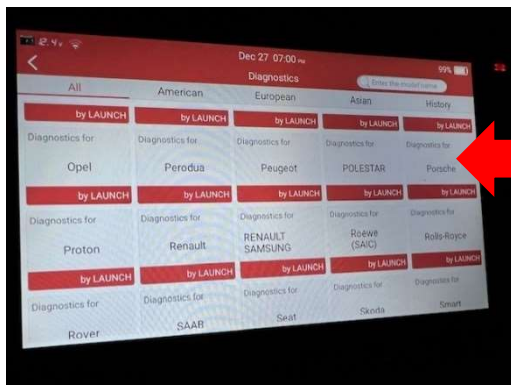 Dec 27 07:00 PM
99%
Diagnostics
Enter the model name
All
American
European
Asian
History
by LAUNCH
by LAUNCH
by LAUNCH
by LAUNCH
by LAUNCH
Diagnostics for
Diagnostics for
Diagnostics for
Diagnostics for
Diagnostics for
Opel
Perodua
Peugeot
POLESTAR
Porsche
by LAUNCH
by LAUNCH
by LAUNCH
by LAUNCH
by LAUNCH
Diagnostics for
Diagnostics for
Diagnostics for
Diagnostics for
Diagnostics for
Proton
Renault
RENAULT
SAMSUNG
Roewe
(SAIC)
Rolls-Royce
by LAUNCH
by LAUNCH
by LAUNCH
by LAUNCH
by LAUNCH
Diagnostics for
Diagnostics for
Diagnostics for
Diagnostics for
Diagnostics for
Rover
SAAB
Seat
Skoda
Smart